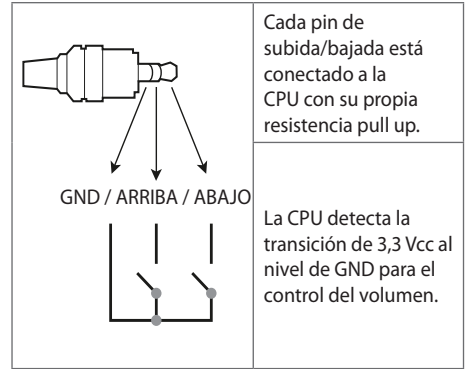 Cada pin de
subida/bajada está
conectado a la
CPU con su propia
resistencia pull up.
GND / ARRIBA / ABAJO
La CPU detecta la
transición de 3,3 Vcc al
nivel de GND para el
control del volumen.